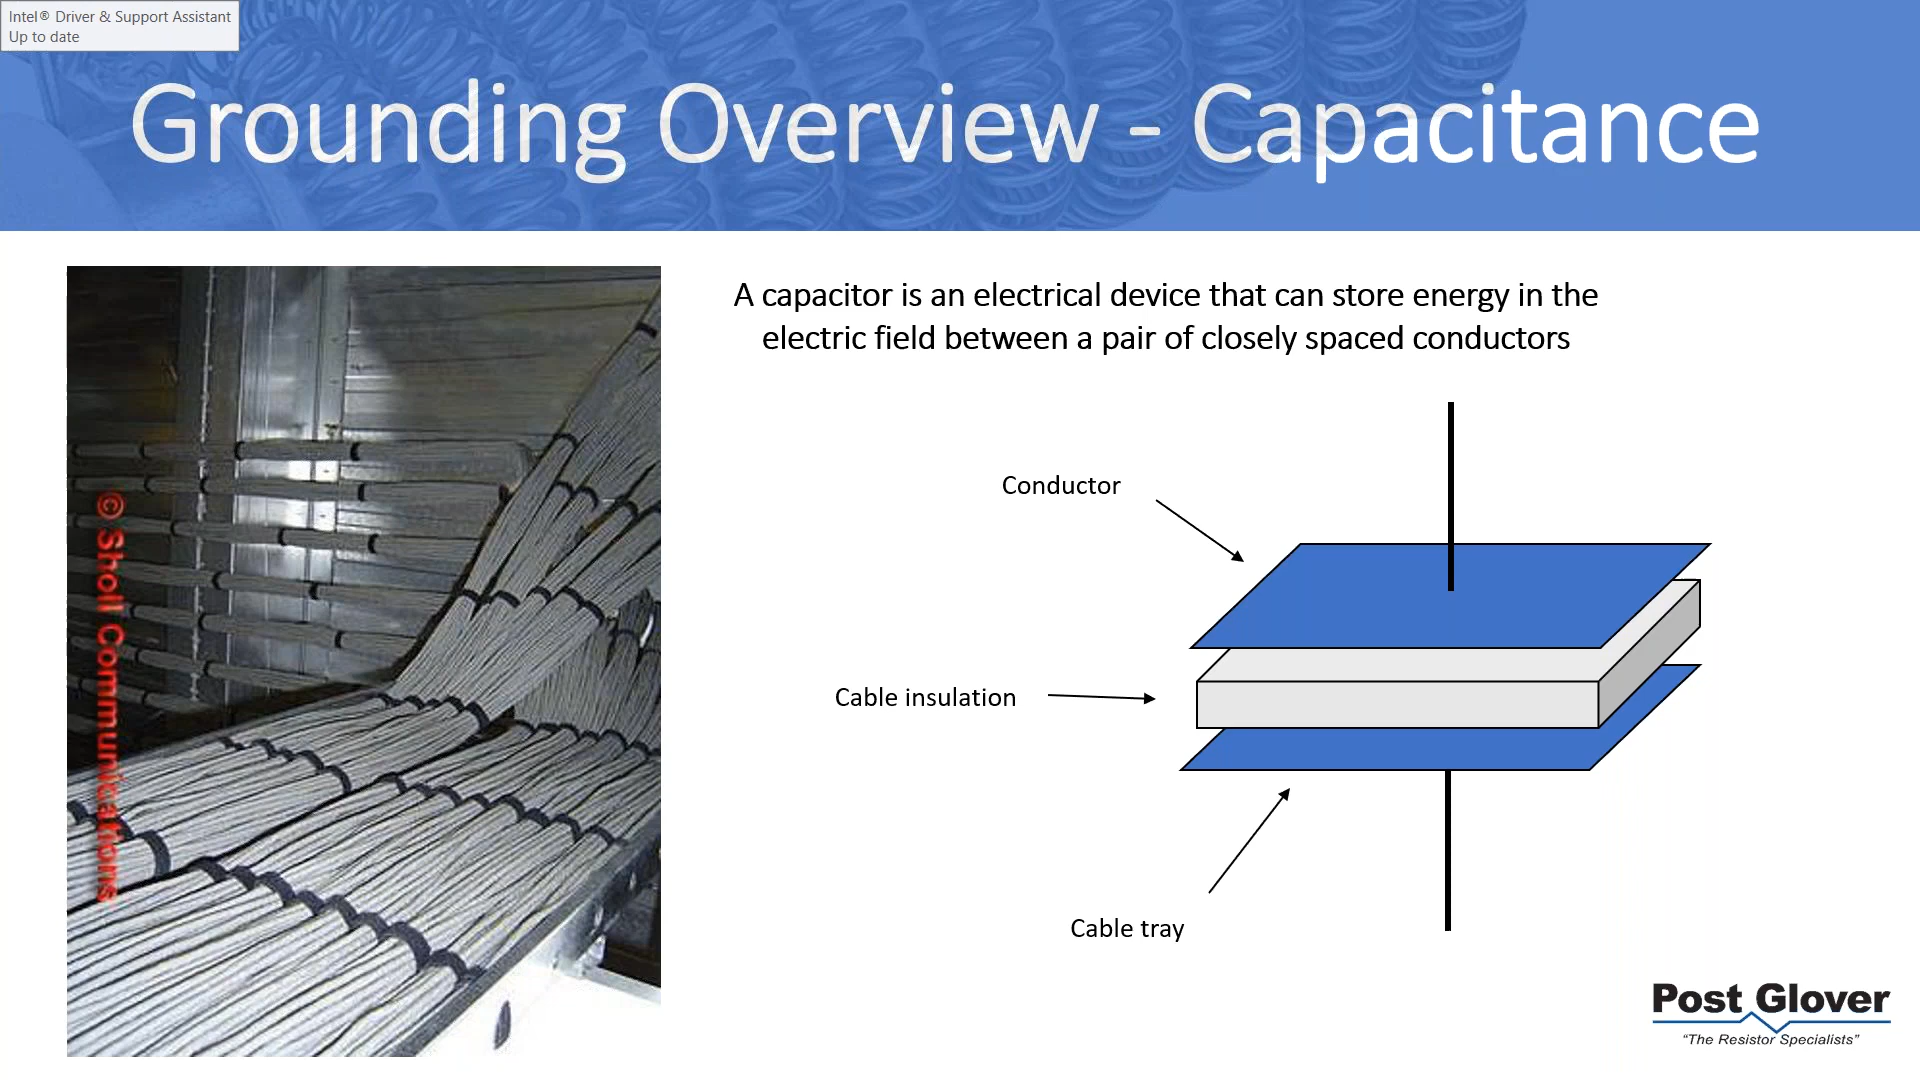 Intel® Driver & Support Assistant
Up to date
Grounding Overview - Capacitance
© Sholl Communications
A capacitor is an electrical device that can store energy in the
electric field between a pair of closely spaced conductors
Conductor
Cable insulation
Cable tray
Post Glover
“The Resistor Specialists”